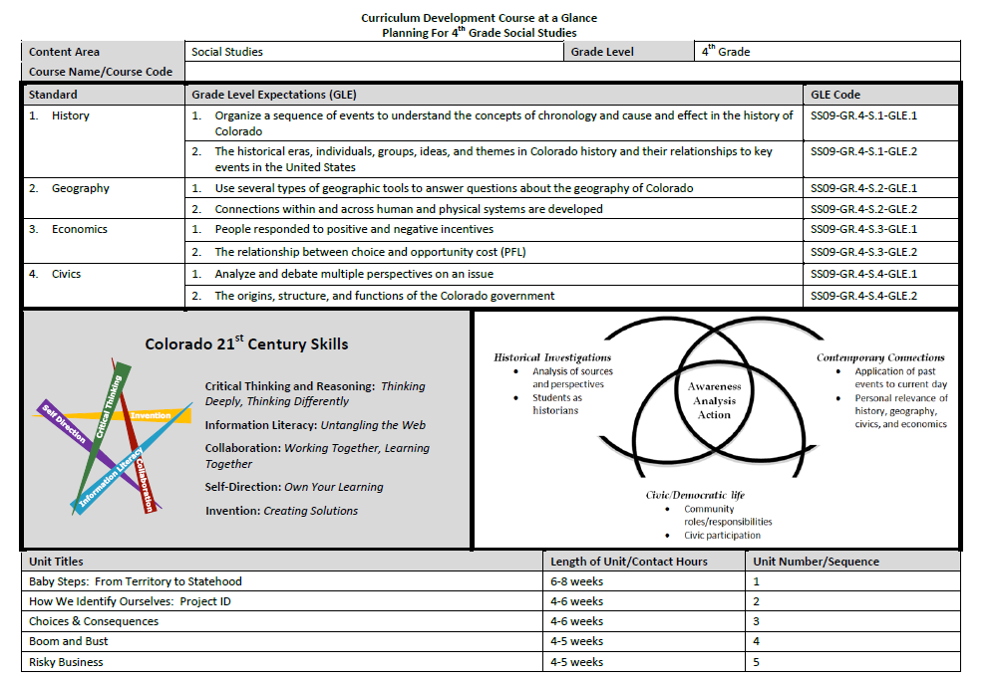 Curriculum Development Course at a Glance
Planning For 4th Grade Social Studies
Content Area Social Studies Grade Level 4th Grade
Course Name/Course Code
Standard Grade Level Expectations (GLE) GLE Code
1. History 1. Organize a sequence of events to understand the concepts of chronology and cause and effect in the history of SS09-GR.4-S.1-GLE.1
Colorado
2. The historical eras, individuals, groups, ideas, and themes in Colorado history and their relationships to key SS09-GR.4-S.1-GLE.2
events in the United States
2. Geography 1. Use several types of geographic tools to answer questions about the geography of Colorado SS09-GR.4-S.2-GLE.1
2. Connections within and across human and physical systems are developed SS09-GR.4-S.2-GLE.2
3. Economics 1. People responded to positive and negative incentives SS09-GR.4-S.3-GLE.1
2. The relationship between choice and opportunity cost (PFL) SS09-GR.4-S.3-GLE.2
4. Civics 1. Analyze and debate multiple perspectives on an issue SS09-GR.4-S.4-GLE.1
2. The origins, structure, and functions of the Colorado government SS09-GR.4-S.4-GLE.2
Colorado 21st Century Skills
Critical Thinking
Self Direction
Invention
Information Literacy
Collaboration
Critical Thinking and Reasoning: Thinking
Deeply, Thinking Differently
Information Literacy: Untangling the Web
Collaboration: Working Together, Learning
Together
Self-Direction: Own Your Learning
Invention: Creating Solutions
Historical Investigations
• Analysis of sources
and perspectives
• Students as
historians
Awareness
Analysis
Action
Contemporary Connections
• Application of past
events to current day
• Personal relevance of
history, geography,
civics, and economics
Civic/Democratic life
• Community
roles/responsibilities
• Civic participation
Unit Titles Length of Unit/Contact Hours Unit Number/Sequence
Baby Steps: From Territory to Statehood 6-8 weeks 1
How We Identify Ourselves: Project ID 4-6 weeks 2
Choices & Consequences 4-6 weeks 3
Boom and Bust 4-5 weeks 4
Risky Business 4-5 weeks 5